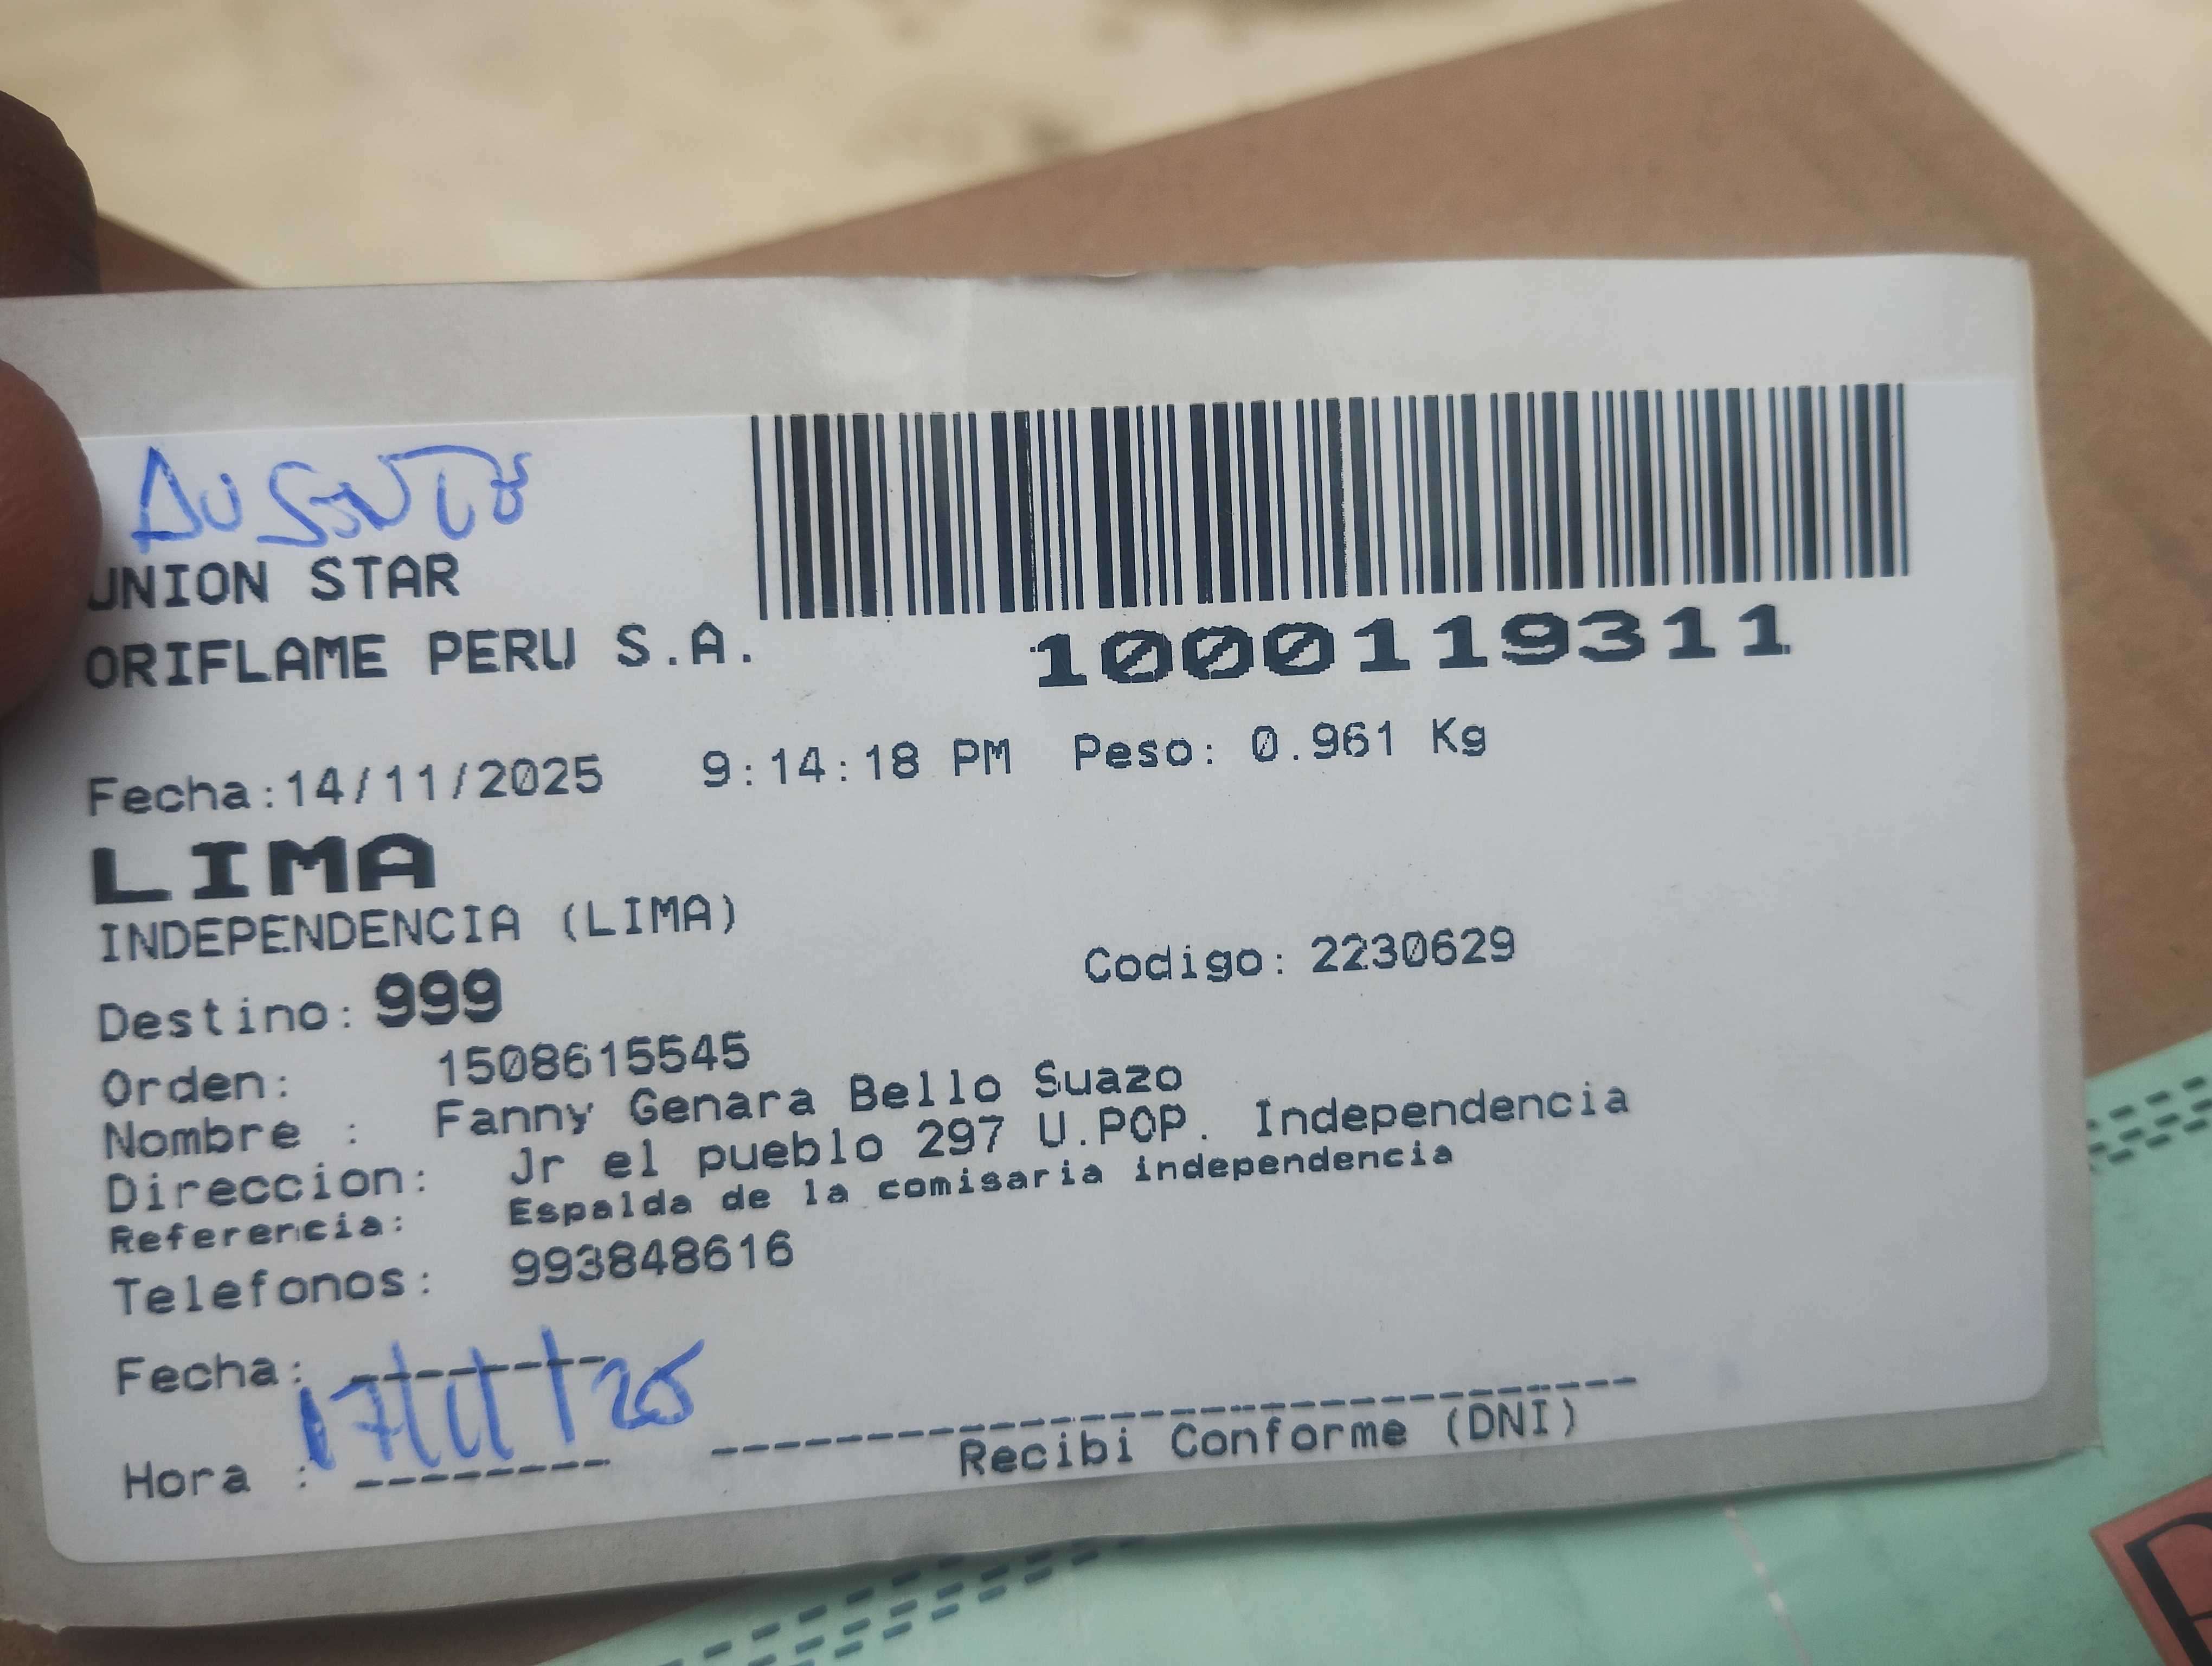 AUSENTE
UNION STAR
ORIFLAME PERU S.A.
1000119311
Fecha:14/11/2025 9:14:18 PM Peso: 0.961 Kg
LIMA
INDEPENDENCIA (LIMA)
Codigo: 2230629
Destino: 999
Orden: 1508615545
Nombre : Fanny Genara Bello Suazo
Direccion: Jr el pueblo 297 U.POP. Independencia
Referencia: Espalda de la comisaria independencia
Telefonos: 993848616
Fecha: 17/11/25
Hora :
Recibi Conforme (DNI)